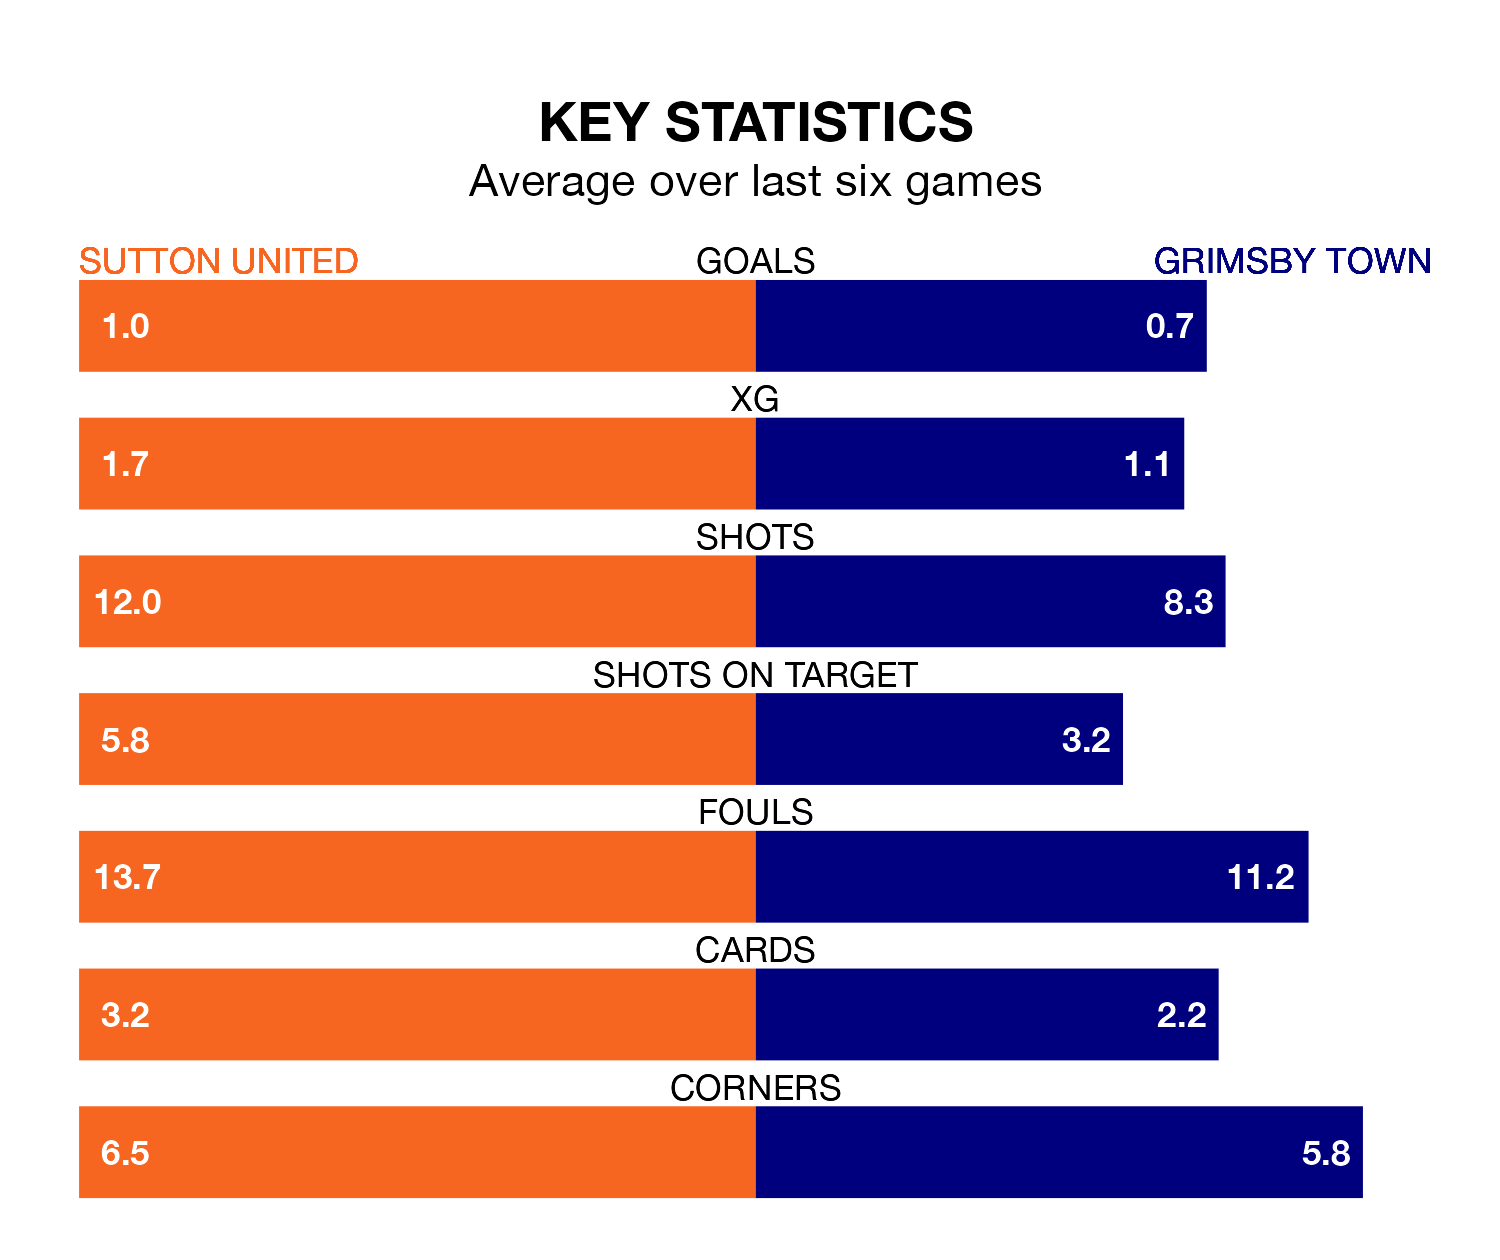 KEY STATISTICS
Average over last six games
SUTTON UNITED GOALS GRIMSBY TOWN
1.0 0.7
XG
1.7 1.1
SHOTS
12.0 8.3
SHOTS ON TARGET
5.8 3.2
FOULS
13.7 11.2
CARDS
3.2 2.2
CORNERS
6.5 5.8